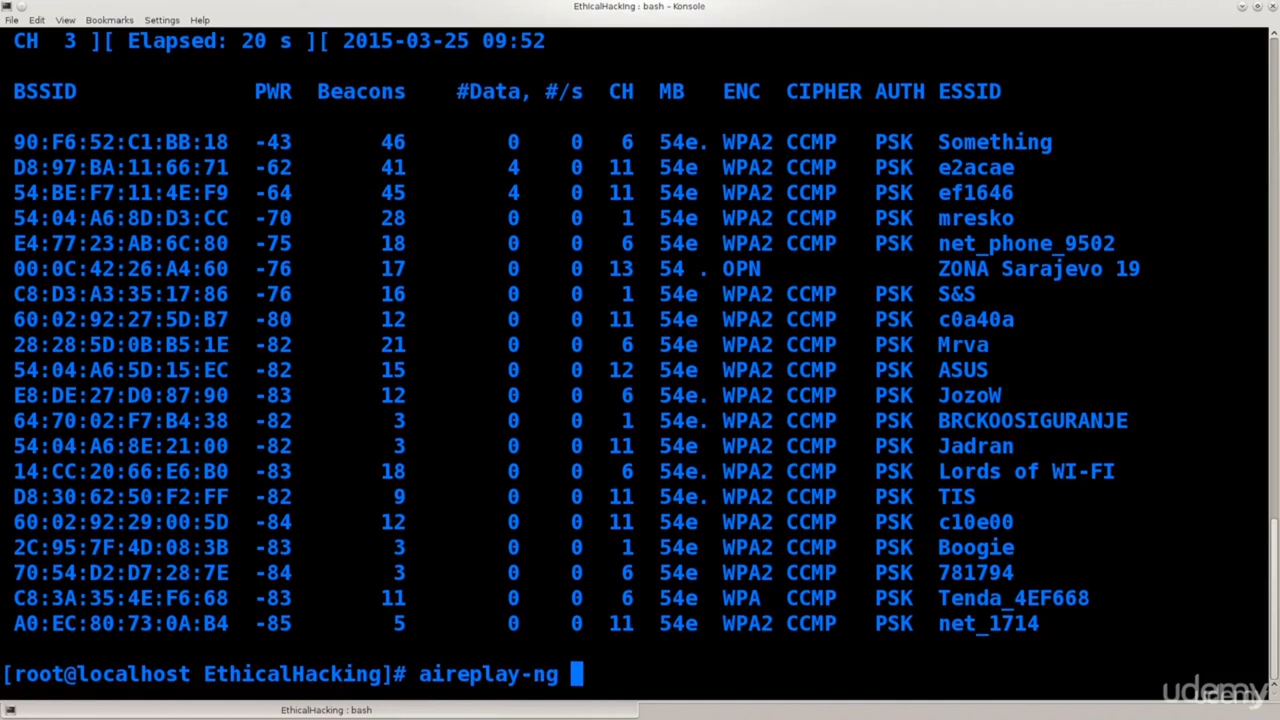 EthicalHacking : bash – Konsole
File Edit View Bookmarks Settings Help
CH 3 ][ Elapsed: 20 s ][ 2015-03-25 09:52
BSSID PWR Beacons #Data, #/s CH MB ENC CIPHER AUTH ESSID
90:F6:52:C1:BB:18 -43 46 0 0 6 54e. WPA2 CCMP PSK Something
D8:97:BA:11:66:71 -62 41 4 0 11 54e WPA2 CCMP PSK e2acae
54:BE:F7:11:4E:F9 -64 45 4 0 11 54e WPA2 CCMP PSK ef1646
54:04:A6:8D:D3:CC -70 28 0 0 1 54e WPA2 CCMP PSK mresko
E4:77:23:AB:6C:80 -75 18 0 0 6 54e WPA2 CCMP PSK net_phone_9502
00:0C:42:26:A4:60 -76 17 0 0 13 54 . OPN ZONA Sarajevo 19
C8:D3:A3:35:17:86 -76 16 0 0 1 54e WPA2 CCMP PSK S&S
60:02:92:27:5D:B7 -80 12 0 0 11 54e WPA2 CCMP PSK c0a40a
28:28:5D:0B:B5:1E -82 21 0 0 6 54e WPA2 CCMP PSK Mrva
54:04:A6:5D:15:EC -82 15 0 0 12 54e WPA2 CCMP PSK ASUS
E8:DE:27:D0:87:90 -83 12 0 0 6 54e. WPA2 CCMP PSK JozoW
64:70:02:F7:B4:38 -82 3 0 0 1 54e. WPA2 CCMP PSK BRCKOOSIGURANJE
54:04:A6:8E:21:00 -82 3 0 0 11 54e WPA2 CCMP PSK Jadran
14:CC:20:66:E6:B0 -83 18 0 0 6 54e. WPA2 CCMP PSK Lords of WI-FI
D8:30:62:50:F2:FF -82 9 0 0 11 54e. WPA2 CCMP PSK TIS
60:02:92:29:00:5D -84 12 0 0 11 54e WPA2 CCMP PSK c10e00
2C:95:7F:4D:08:3B -83 3 0 0 1 54e WPA2 CCMP PSK Boogie
70:54:D2:D7:28:7E -84 3 0 0 6 54e WPA2 CCMP PSK 781794
C8:3A:35:4E:F6:68 -83 11 0 0 6 54e WPA CCMP PSK Tenda_4EF668
A0:EC:80:73:0A:B4 -85 5 0 0 11 54e WPA2 CCMP PSK net_1714
[root@localhost EthicalHacking]# aireplay-ng
udemy
EthicalHacking : bash